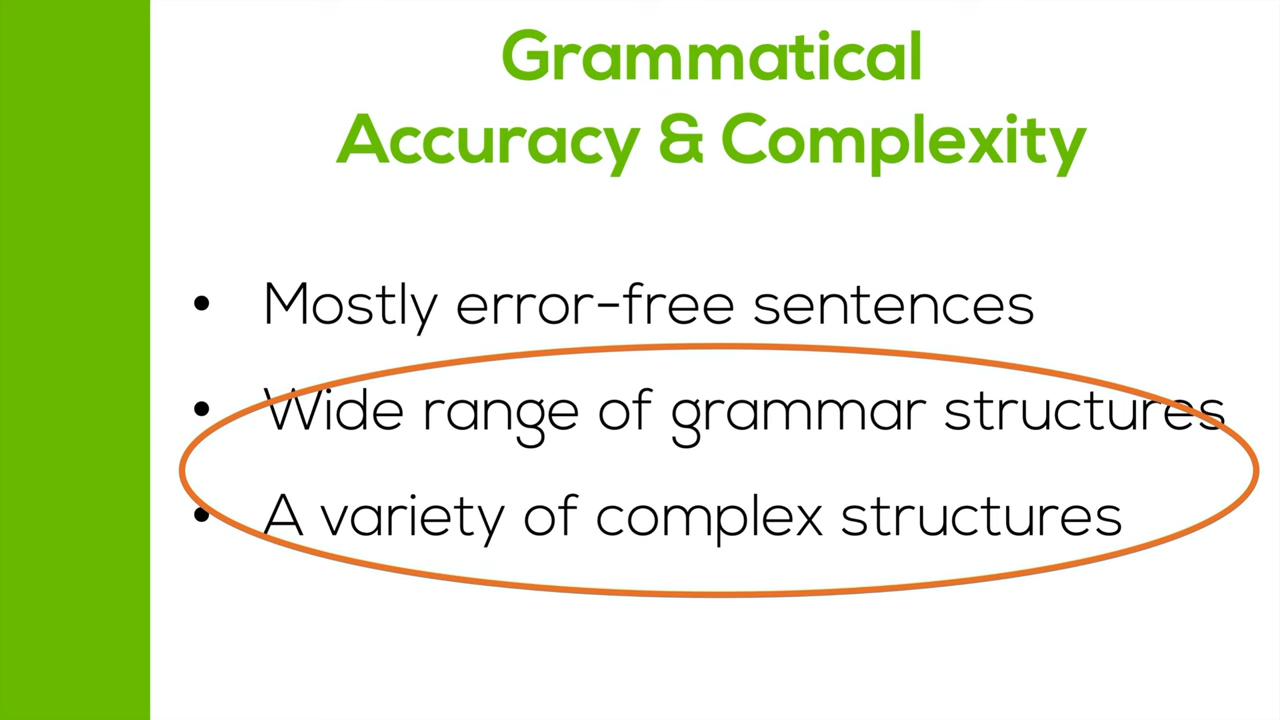 Grammatical
Accuracy & Complexity
• Mostly error-free sentences
• Wide range of grammar structures
• A variety of complex structures